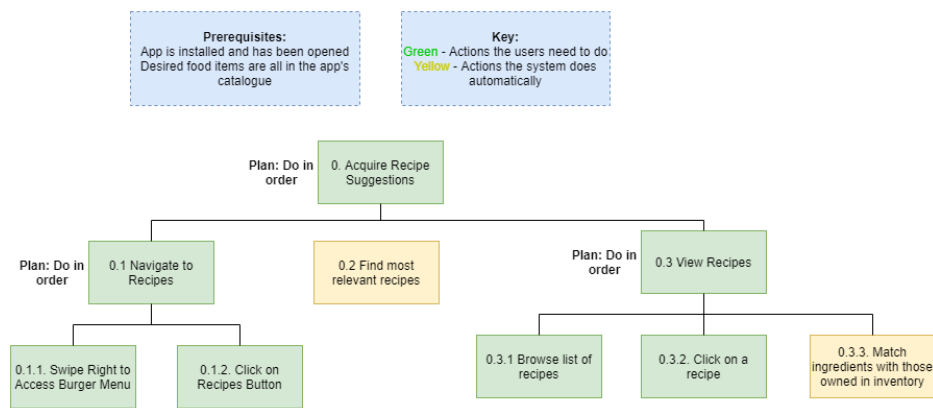 Prerequisites:
App is installed and has been opened
Desired food items are all in the app's
catalogue
Key:
Green - Actions the users need to do
Yellow - Actions the system does
automatically
Plan: Do in
order
0. Acquire Recipe
Suggestions
Plan: Do in
order
0.1 Navigate to
Recipes
0.2 Find most
relevant recipes
Plan: Do in
order
0.3 View Recipes
0.1.1. Swipe Right to
Access Burger Menu
0.1.2. Click on
Recipes Button
0.3.1 Browse list of
recipes
0.3.2. Click on a
recipe
0.3.3. Match
ingredients with those
owned in inventory